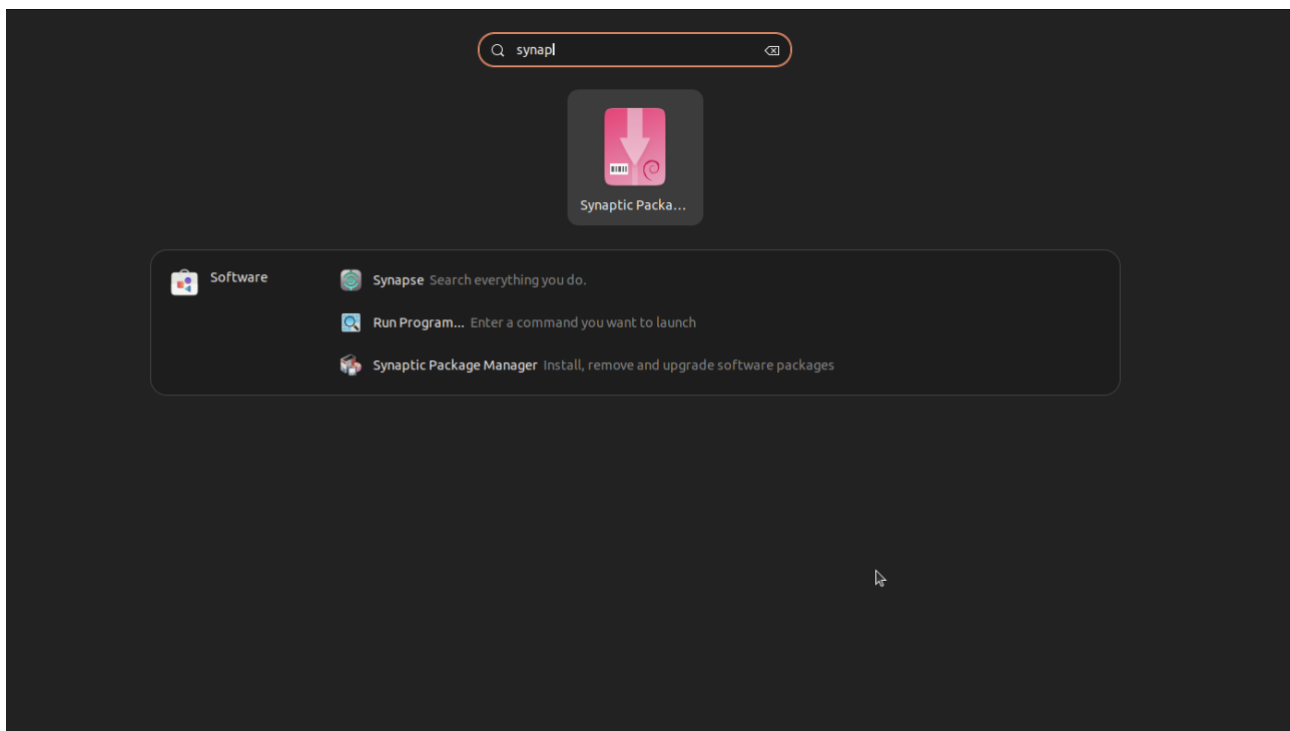 synap
Synaptic Packa...
Software
Synapse Search everything you do.
Run Program... Enter a command you want to launch
Synaptic Package Manager Install, remove and upgrade software packages